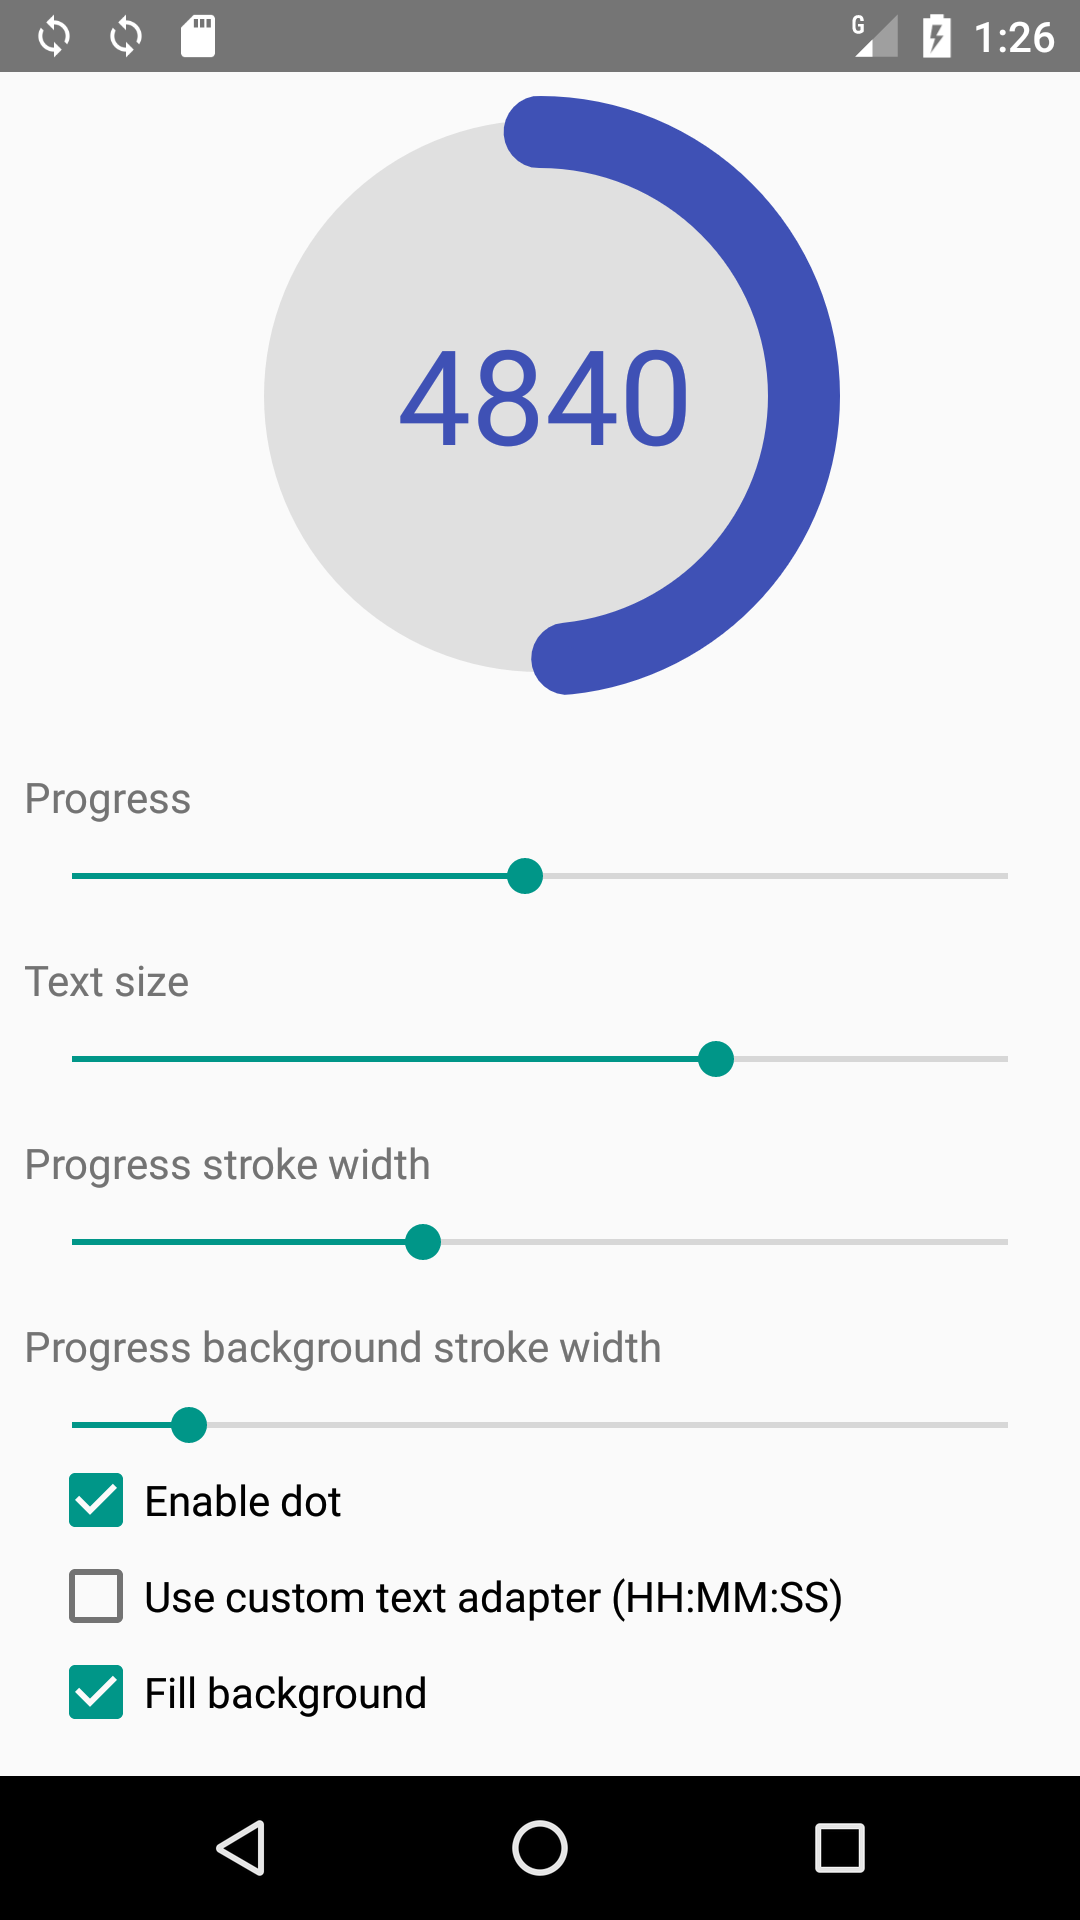 G 1:26
4840
Progress
Text size
Progress stroke width
Progress background stroke width
Enable dot
Use custom text adapter (HH:MM:SS)
Fill background